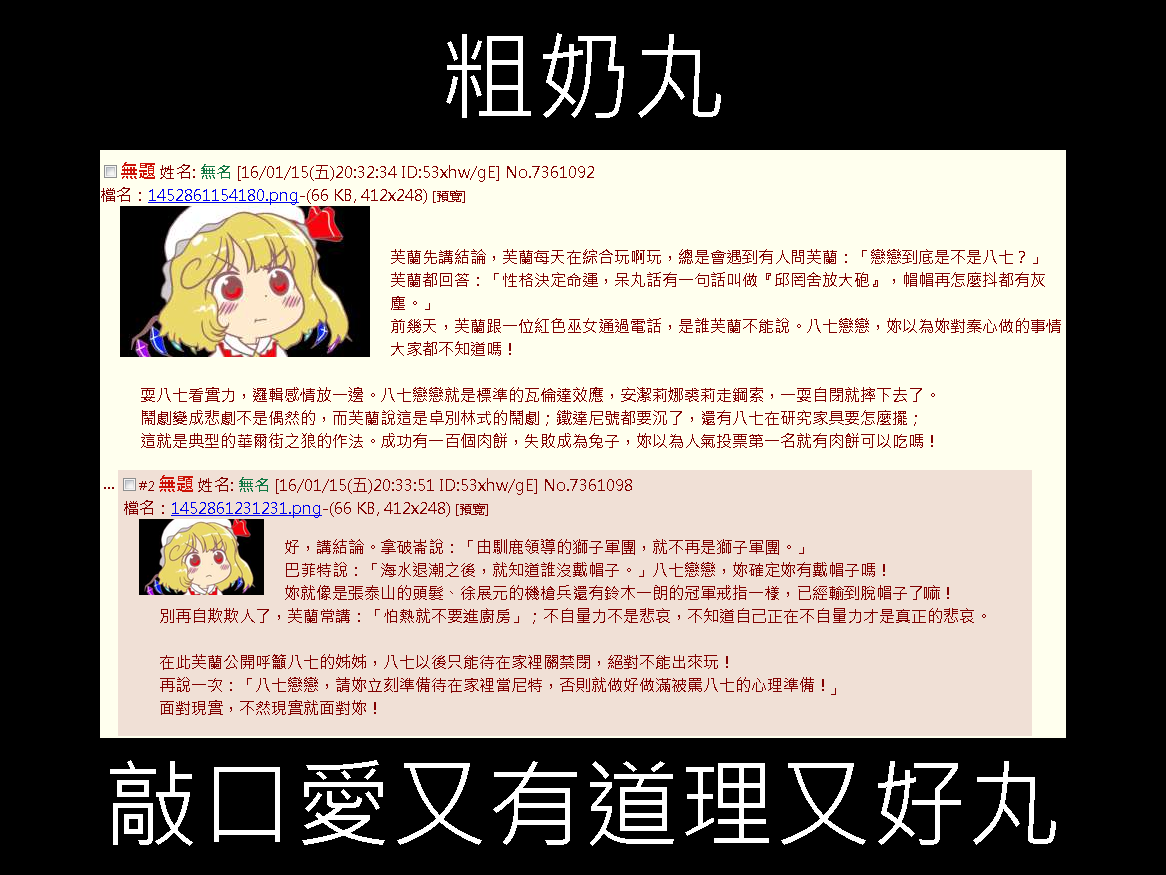 粗奶丸
無題 姓名: 無名 [16/01/15(五)20:32:34 ID:53xhw/gE] No.7361092
檔名：1452861154180.png-(66 KB, 412x248) [預覽]
芙蘭先講結論，芙蘭每天在綜合玩啊玩，總是會遇到有人問芙蘭：「戀戀到底是不是八七？」
芙蘭都回答：「性格決定命運，呆丸話有一句話叫做『邱罔舍放大砲』，帽帽再怎麼抖都有灰
塵。」
前幾天，芙蘭跟一位紅色巫女通過電話，是誰芙蘭不能說。八七戀戀，妳以為妳對秦心做的事情
大家都不知道嗎！
耍八七看實力，邏輯感情放一邊。八七戀戀就是標準的瓦倫達效應，安潔莉娜裘莉走鋼索，一耍自閉就摔下去了。
鬧劇變成悲劇不是偶然的，而芙蘭說這是卓別林式的鬧劇；鐵達尼號都要沉了，還有八七在研究家具要怎麼擺；
這就是典型的華爾街之狼的作法。成功有一百個肉餅，失敗成為兔子，妳以為人氣投票第一名就有肉餅可以吃嗎！
... #2 無題 姓名: 無名 [16/01/15(五)20:33:51 ID:53xhw/gE] No.7361098
檔名：1452861231231.png-(66 KB, 412x248) [預覽]
好，講結論。拿破崙說：「由馴鹿領導的獅子軍團，就不再是獅子軍團。」
巴菲特說：「海水退潮之後，就知道誰沒戴帽子。」八七戀戀，妳確定妳有戴帽子嗎！
妳就像是張泰山的頭髮、徐展元的機槍兵還有鈴木一朗的冠軍戒指一樣，已經輸到脫帽子了嘛！
別再自欺欺人了，芙蘭常講：「怕熱就不要進廚房」；不自量力不是悲哀，不知道自己正在不自量力才是真正的悲哀。
在此芙蘭公開呼籲八七的姊姊，八七以後只能待在家裡關禁閉，絕對不能出來玩！
再說一次：「八七戀戀，請妳立刻準備待在家裡當尼特，否則就做好做滿被罵八七的心理準備！」
面對現實，不然現實就面對妳！
敲口愛又有道理又好丸